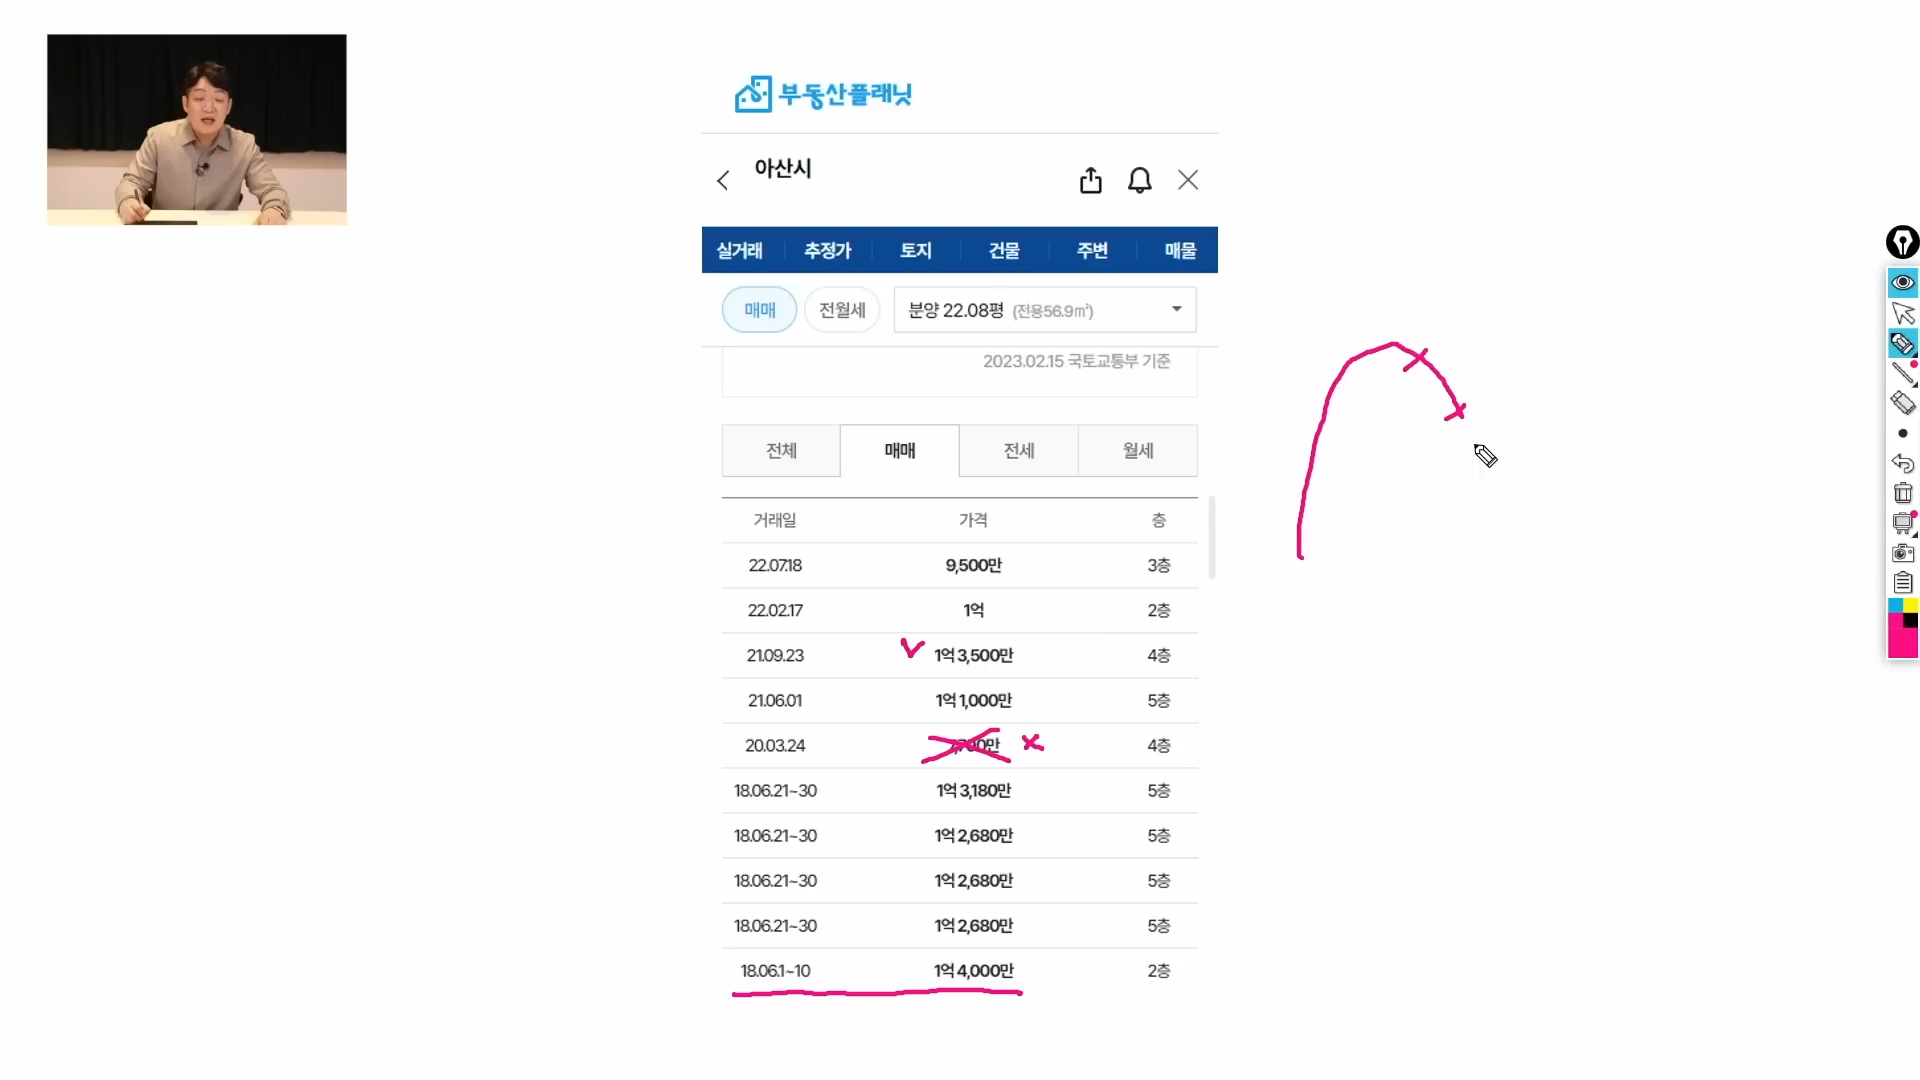 부동산플래닛
아산시
실거래 추정가 토지 건물 주변 매물
매매 전월세 분양 22.08평 (전용56.9㎡)
2023.02.15 국토교통부 기준
전체 매매 전세 월세
거래일 가격 층
22.07.18 9,500만 3층
22.02.17 1억 2층
21.09.23 1억 3,500만 4층
21.06.01 1억 1,000만 5층
20.03.24 4층
18.06.21~30 1억 3,180만 5층
18.06.21~30 1억 2,680만 5층
18.06.21~30 1억 2,680만 5층
18.06.21~30 1억 2,680만 5층
18.06.1~10 1억 4,000만 2층